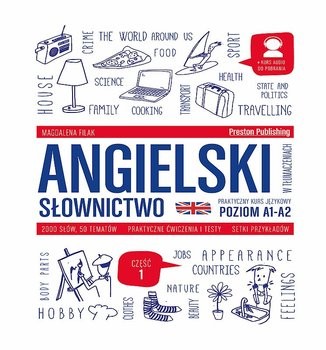 THE WORLD AROUND US
CRIME
FOOD
SPORT
+ KURS AUDIO
DO POBRANIA
HOUSE
SCIENCE
HEALTH
STATE AND
POLITICS
FAMILY
COOKING
TRANSPORT
TRAVELLING
MAGDALENA FILAK
Preston Publishing
ANGIELSKI
W TŁUMACZENIACH
SŁOWNICTWO
PRAKTYCZNY KURS JĘZYKOWY
POZIOM A1-A2
2000 SŁÓW, 50 TEMATÓW
PRAKTYCZNE ĆWICZENIA I TESTY
SETKI PRZYKŁADÓW
BODY PARTS
CZĘŚĆ
1
JOBS
APPEARANCE
COUNTRIES
NATURE
HOBBY
CLOTHES
BEAUTY
FEELINGS